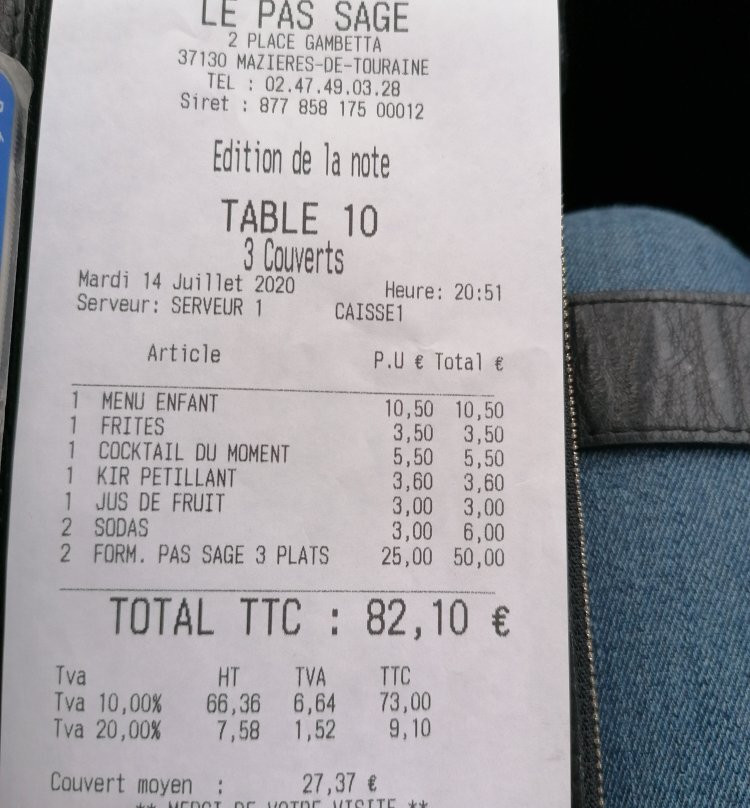 LE PAS SAGE
2 PLACE GAMBETTA
37130 MAZIERES-DE-TOURAINE
TEL : 02.47.49.03.28
Siret : 877 858 175 00012
Edition de la note
TABLE 10
3 Couverts
Mardi 14 Juillet 2020 Heure: 20:51
Serveur: SERVEUR 1 CAISSE1
Article P.U € Total €
1 MENU ENFANT 10,50 10,50
1 FRITES 3,50 3,50
1 COCKTAIL DU MOMENT 5,50 5,50
1 KIR PETILLANT 3,60 3,60
1 JUS DE FRUIT 3,00 3,00
2 SODAS 3,00 6,00
2 FORM. PAS SAGE 3 PLATS 25,00 50,00
TOTAL TTC : 82,10 €
Tva HT TVA TTC
Tva 10,00% 66,36 6,64 73,00
Tva 20,00% 7,58 1,52 9,10
Couvert moyen : 27,37 €
** MERCI DE VOTRE VISITE **